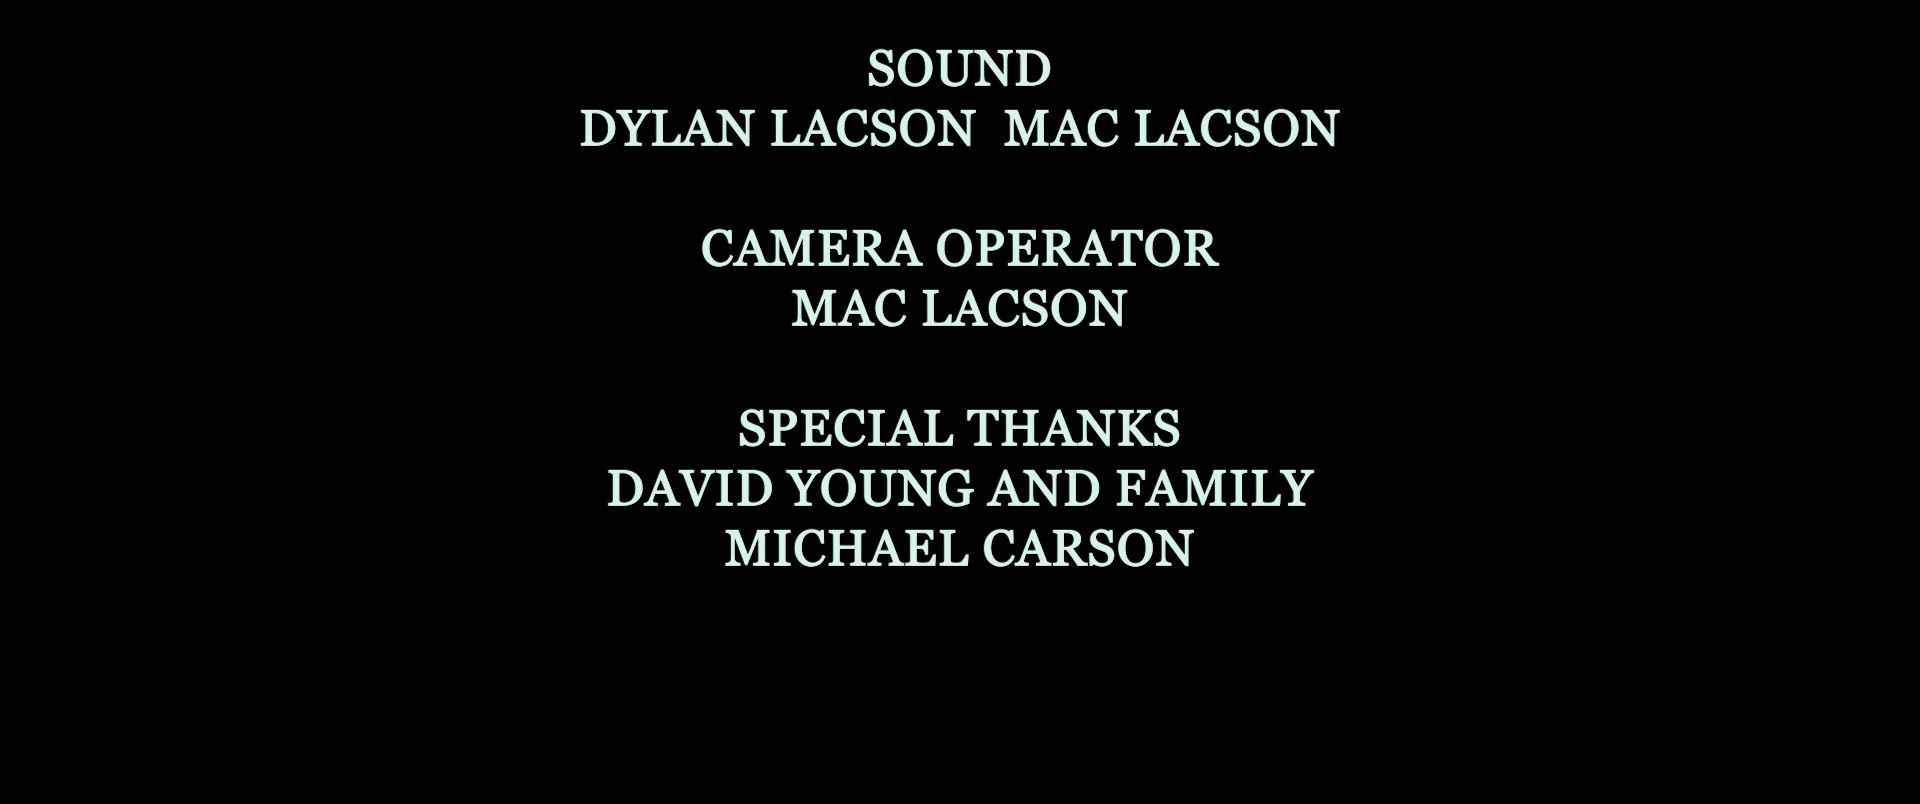 SOUND
DYLAN LACSON  MAC LACSON
CAMERA OPERATOR
MAC LACSON
SPECIAL THANKS
DAVID YOUNG AND FAMILY
MICHAEL CARSON